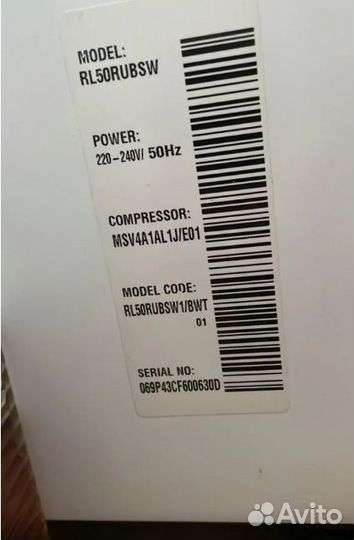 MODEL:
RL50RUBSW
POWER:
220-240V/ 50Hz
COMPRESSOR:
MSV4A1AL1J/E01
MODEL CODE:
RL50RUBSW1/BWT
01
SERIAL NO:
069P43CF600630D
Avito